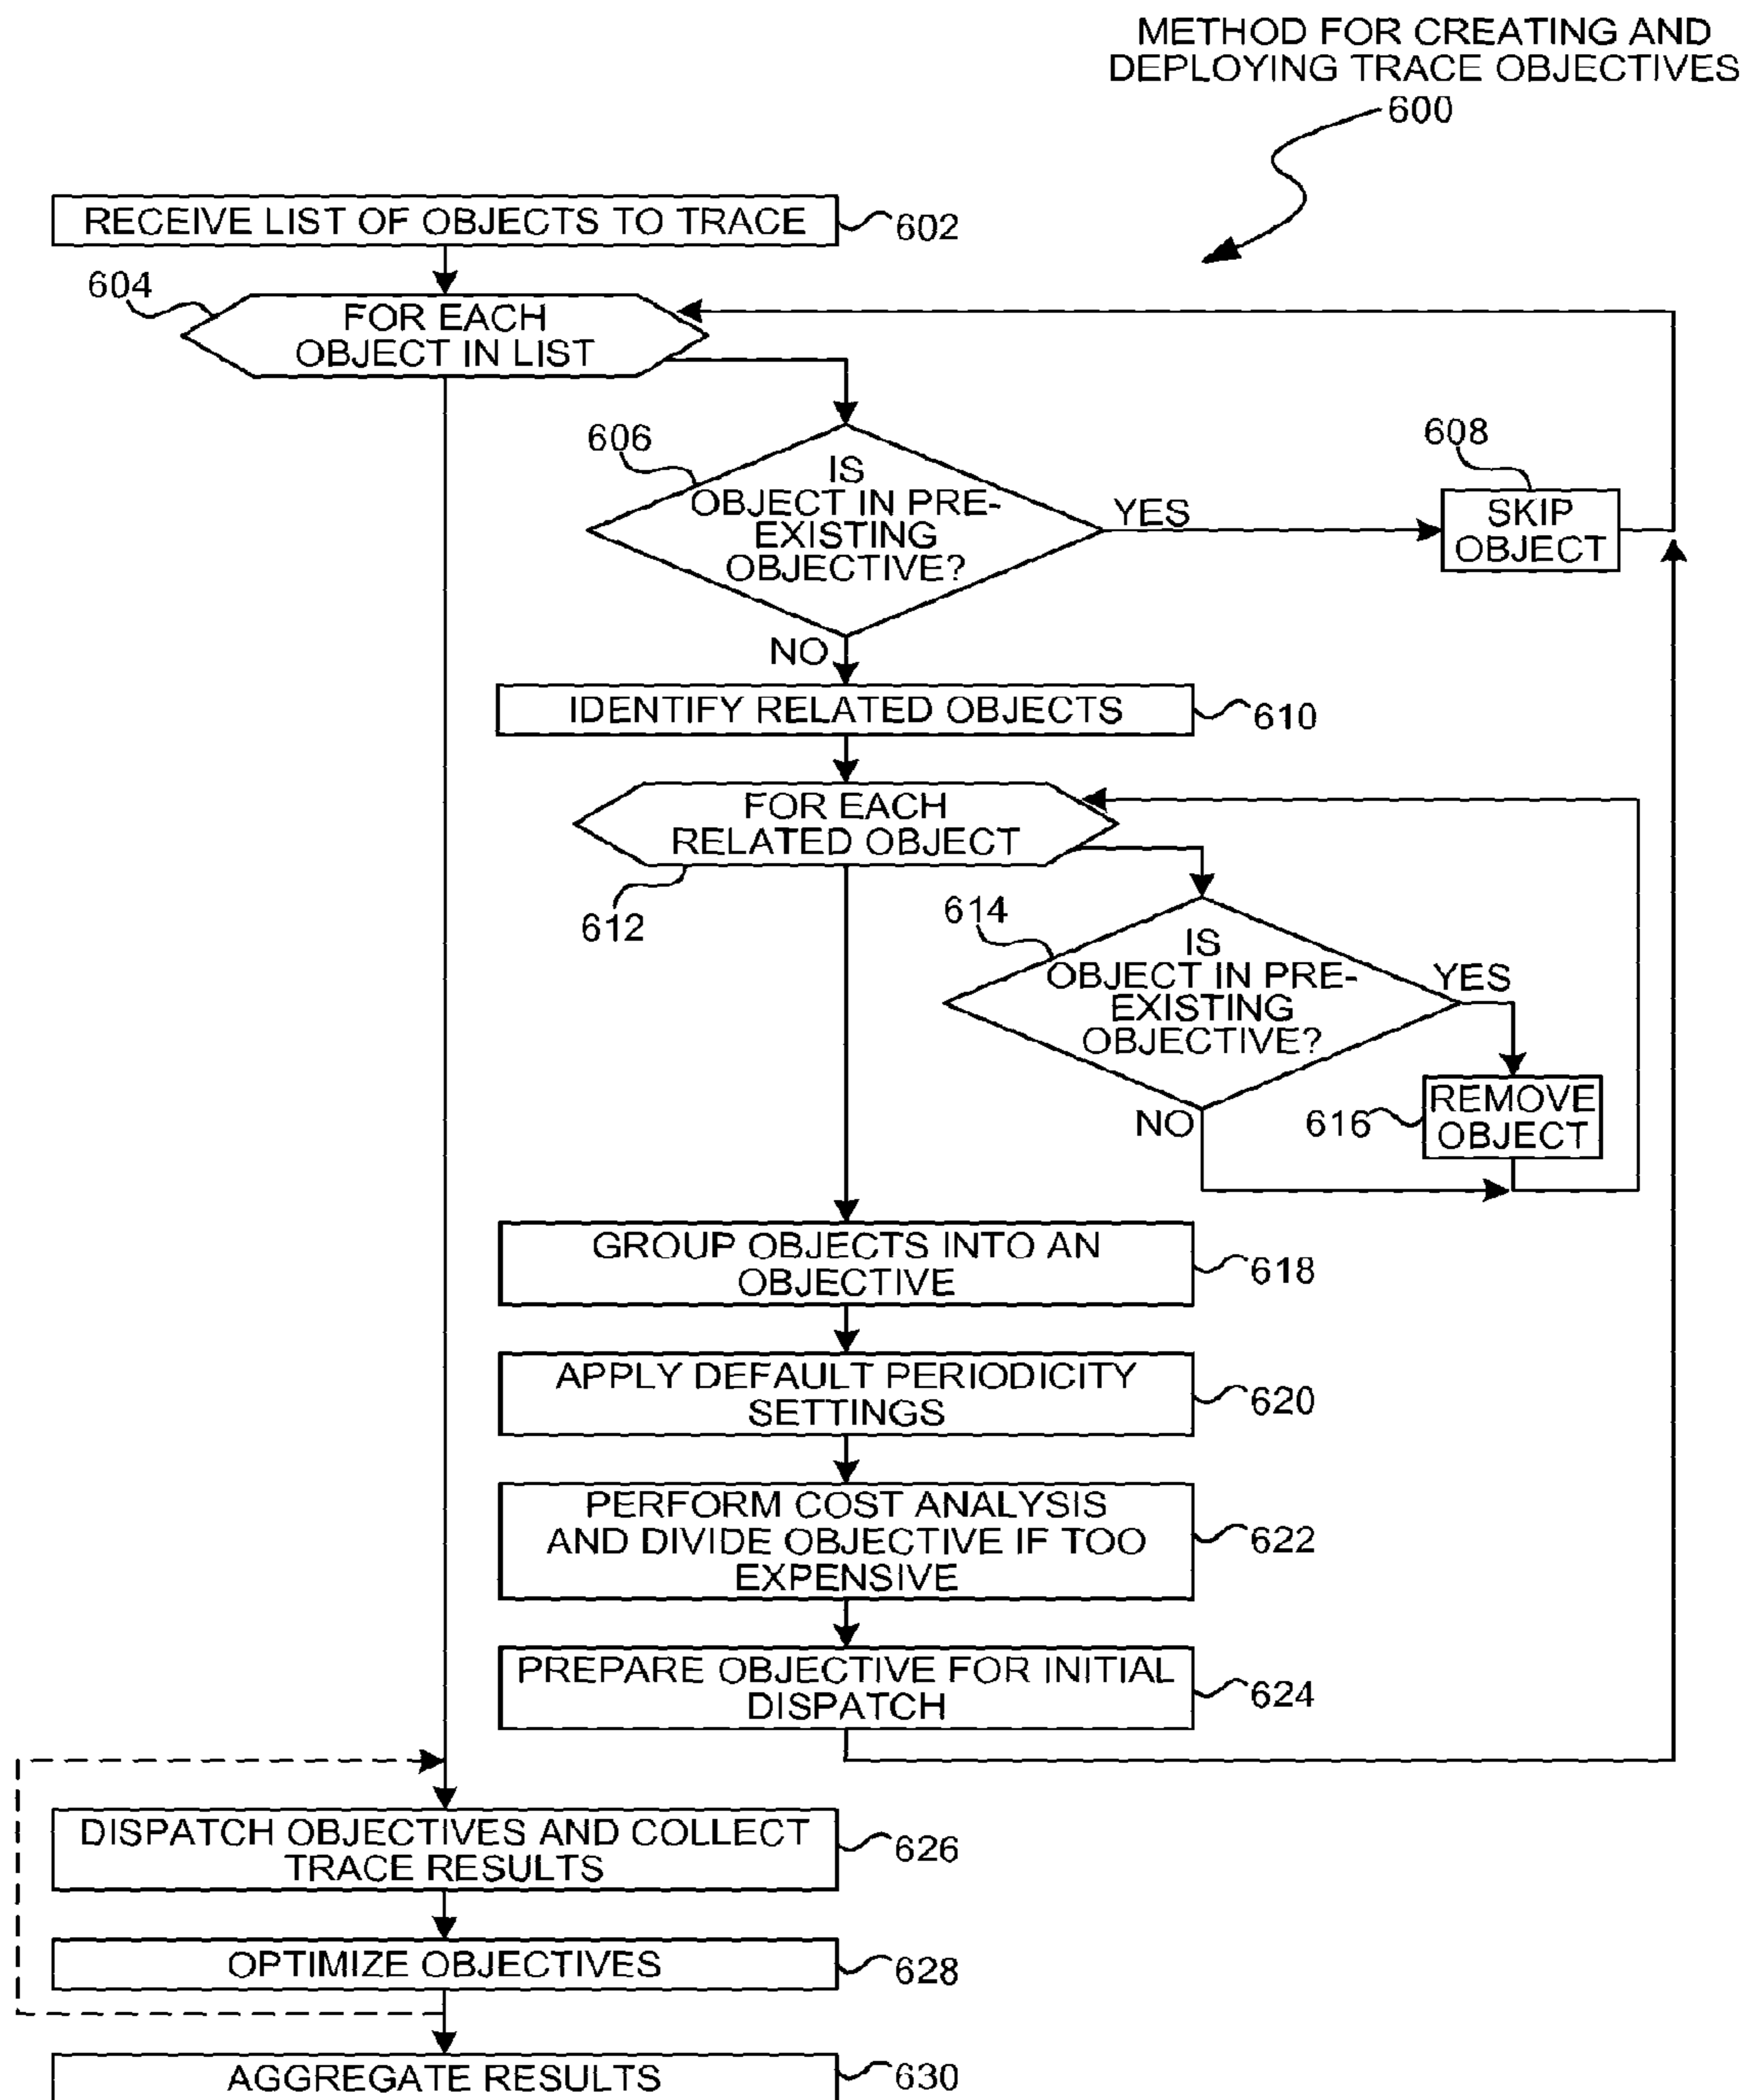 METHOD FOR CREATING AND
DEPLOYING TRACE OBJECTIVES
600
RECEIVE LIST OF OBJECTS TO TRACE
602
604
FOR EACH
OBJECT IN LIST
606
IS
OBJECT IN PRE-
EXISTING
OBJECTIVE?
YES
608
SKIP
OBJECT
NO
IDENTIFY RELATED OBJECTS
610
FOR EACH
RELATED OBJECT
612
614
IS
OBJECT IN PRE-
EXISTING
OBJECTIVE?
YES
NO
616
REMOVE
OBJECT
GROUP OBJECTS INTO AN
OBJECTIVE
618
APPLY DEFAULT PERIODICITY
SETTINGS
620
PERFORM COST ANALYSIS
AND DIVIDE OBJECTIVE IF TOO
EXPENSIVE
622
PREPARE OBJECTIVE FOR INITIAL
DISPATCH
624
DISPATCH OBJECTIVES AND COLLECT
TRACE RESULTS
626
OPTIMIZE OBJECTIVES
628
AGGREGATE RESULTS
630